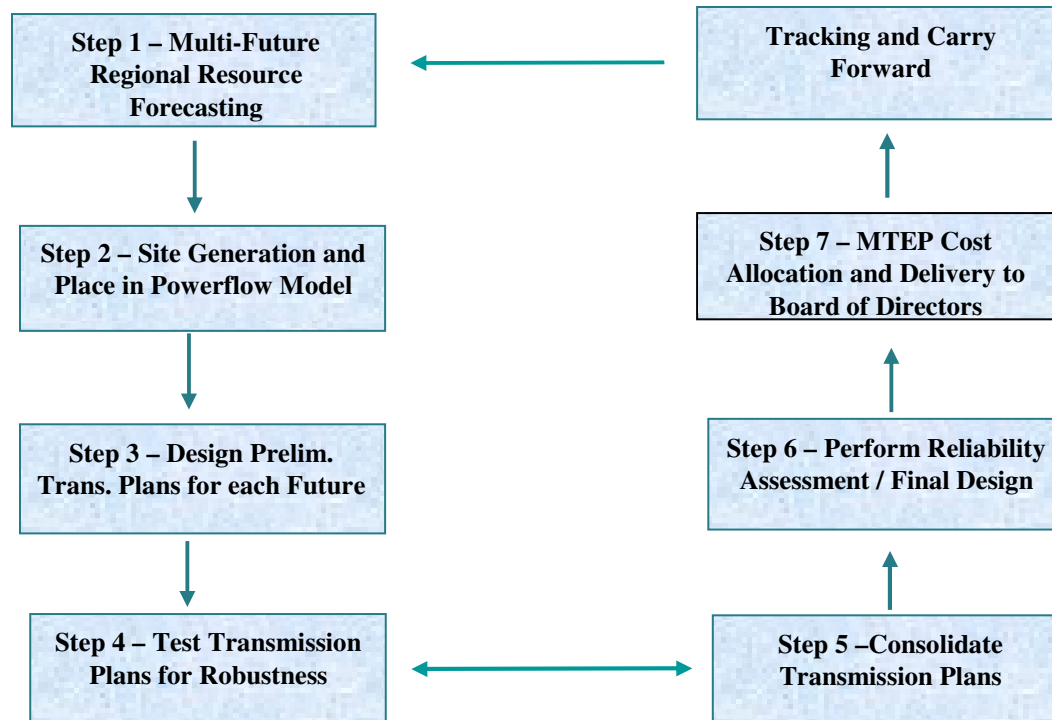 Step 1 – Multi-Future
Regional Resource
Forecasting
Step 2 – Site Generation and
Place in Powerflow Model
Step 3 – Design Prelim.
Trans. Plans for each Future
Step 4 – Test Transmission
Plans for Robustness
Step 5 –Consolidate
Transmission Plans
Step 6 – Perform Reliability
Assessment / Final Design
Step 7 – MTEP Cost
Allocation and Delivery to
Board of Directors
Tracking and Carry
Forward